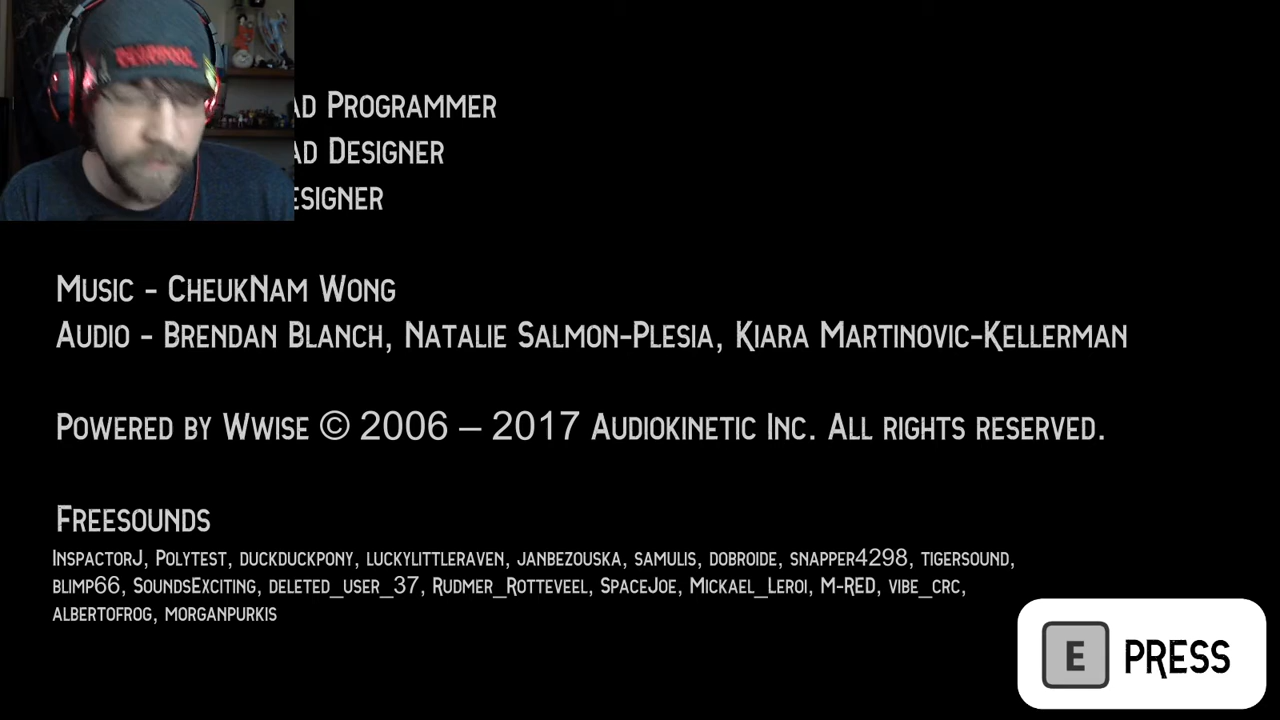 AD PROGRAMMER
AD DESIGNER
ESIGNER
MUSIC - CHEUKNAM WONG
AUDIO - BRENDAN BLANCH, NATALIE SALMON-PLESIA, KIARA MARTINOVIC-KELLERMAN
POWERED BY WWISE © 2006 – 2017 AUDIOKINETIC INC. ALL RIGHTS RESERVED.
FREESOUNDS
INSPACTORJ, POLYTEST, DUCKDUCKPONY, LUCKYLITTLERAVEN, JANBEZOUSKA, SAMULIS, DOBROIDE, SNAPPER4298, TIGERSOUND,
BLIMP66, SOUNDSEXCITING, DELETED_USER_37, RUDMER_ROTTEVEEL, SPACEJOE, MICKAEL_LEROI, M-RED, VIBE_CRC,
ALBERTOFROG, MORGANPURKIS
E PRESS